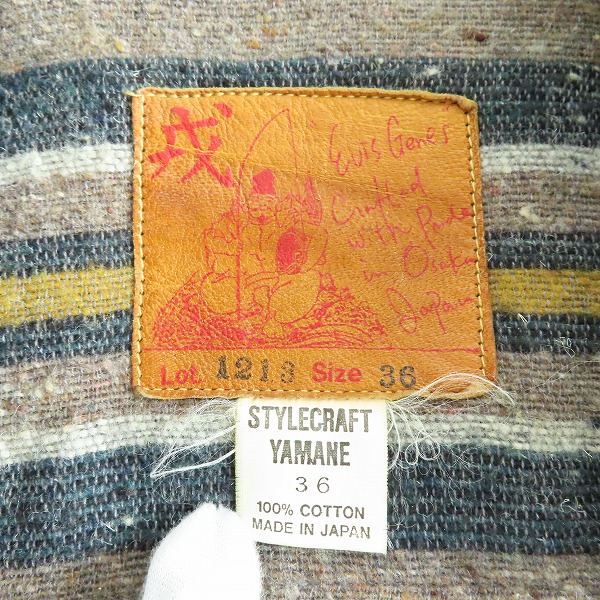 戎
Evis Genes
Crafted
with Pride
in Osaka
Japan
Lot. 1213 Size 36
STYLECRAFT
YAMANE
36
100% COTTON
MADE IN JAPAN